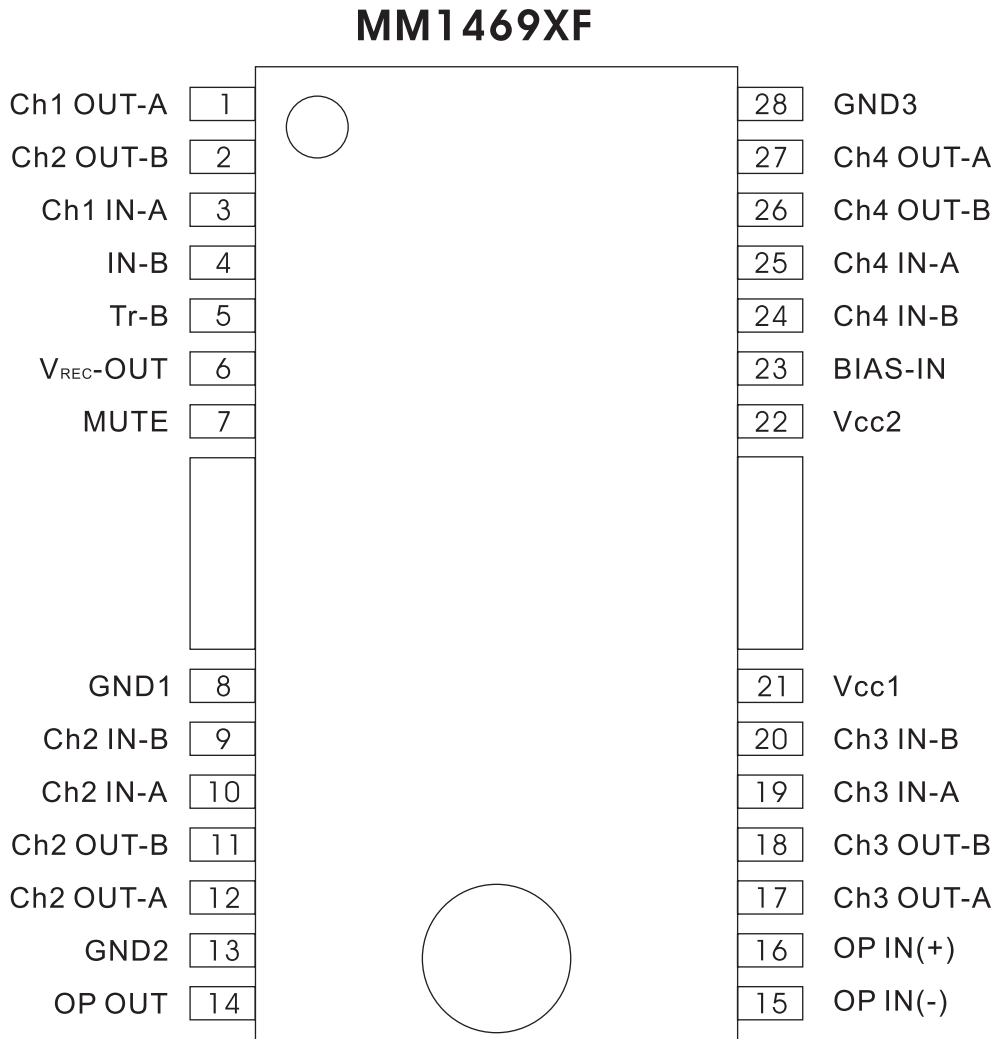 MM1469XF
Ch1 OUT-A 1
Ch2 OUT-B 2
Ch1 IN-A 3
IN-B 4
Tr-B 5
VREC-OUT 6
MUTE 7
GND1 8
Ch2 IN-B 9
Ch2 IN-A 10
Ch2 OUT-B 11
Ch2 OUT-A 12
GND2 13
OP OUT 14
28 GND3
27 Ch4 OUT-A
26 Ch4 OUT-B
25 Ch4 IN-A
24 Ch4 IN-B
23 BIAS-IN
22 Vcc2
21 Vcc1
20 Ch3 IN-B
19 Ch3 IN-A
18 Ch3 OUT-B
17 Ch3 OUT-A
16 OP IN(+)
15 OP IN(-)